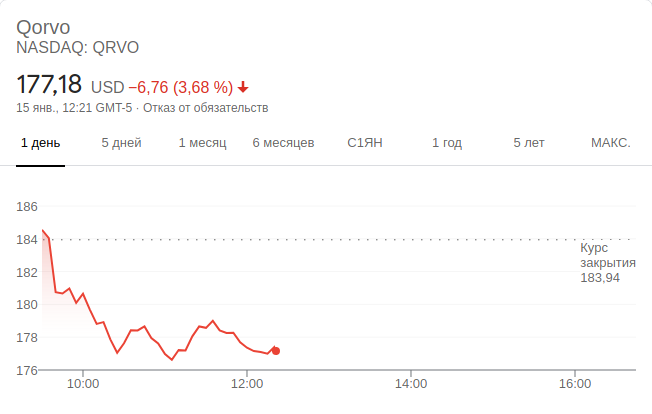 Qorvo
NASDAQ: QRVO
177,18 USD −6,76 (3,68 %)
15 янв., 12:21 GMT-5 · Отказ от обязательств
1 день 5 дней 1 месяц 6 месяцев С1ЯН 1 год 5 лет МАКС.
186
184
Курс
закрытия
183,94
182
180
178
176
10:00 12:00 14:00 16:00